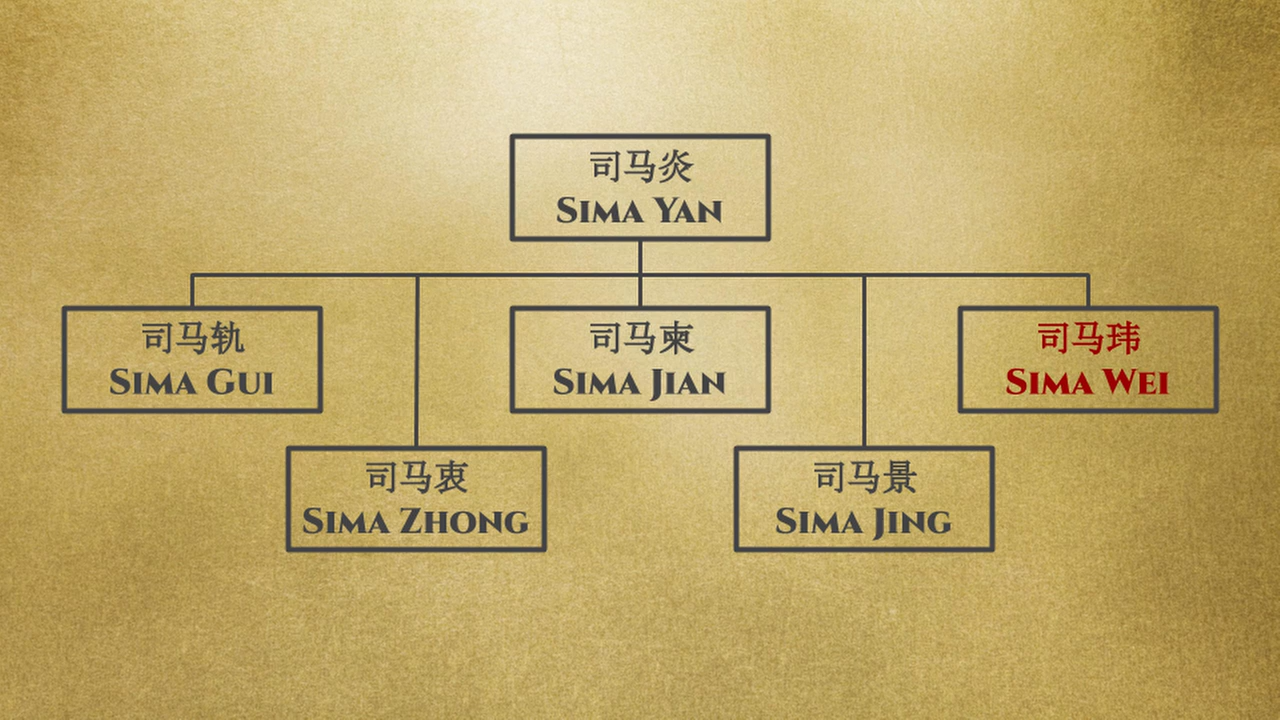 司马炎
Sima Yan
司马轨
Sima Gui
司马柬
Sima Jian
司马玮
Sima Wei
司马衷
Sima Zhong
司马景
Sima Jing